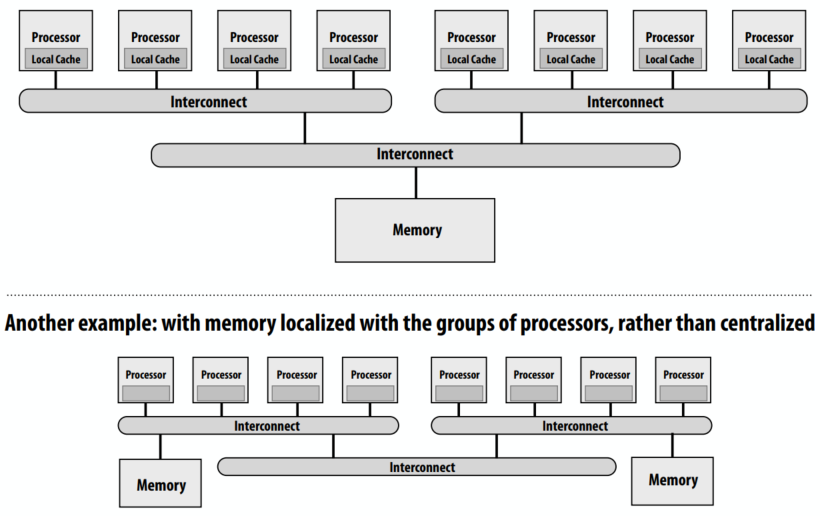 Processor Processor Processor Processor Processor Processor Processor Processor
Local Cache Local Cache Local Cache Local Cache Local Cache Local Cache Local Cache Local Cache
Interconnect Interconnect
Interconnect
Memory
Another example: with memory localized with the groups of processors, rather than centralized
Processor Processor Processor Processor Processor Processor Processor Processor
Interconnect Interconnect
Interconnect
Memory Memory